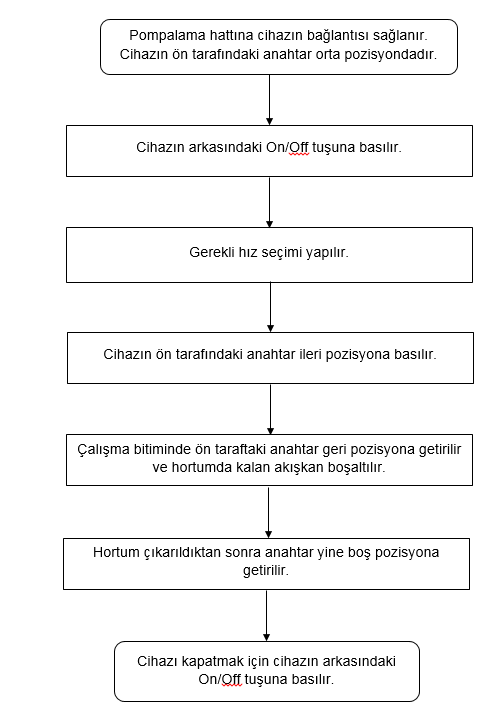 Pompalama hattına cihazın bağlantısı sağlanır.
Cihazın ön tarafındaki anahtar orta pozisyondadır.
Cihazın arkasındaki On/Off tuşuna basılır.
Gerekli hız seçimi yapılır.
Cihazın ön tarafındaki anahtar ileri pozisyona basılır.
Çalışma bitiminde ön taraftaki anahtar geri pozisyona getirilir
ve hortumda kalan akışkan boşaltılır.
Hortum çıkarıldıktan sonra anahtar yine boş pozisyona
getirilir.
Cihazı kapatmak için cihazın arkasındaki
On/Off tuşuna basılır.